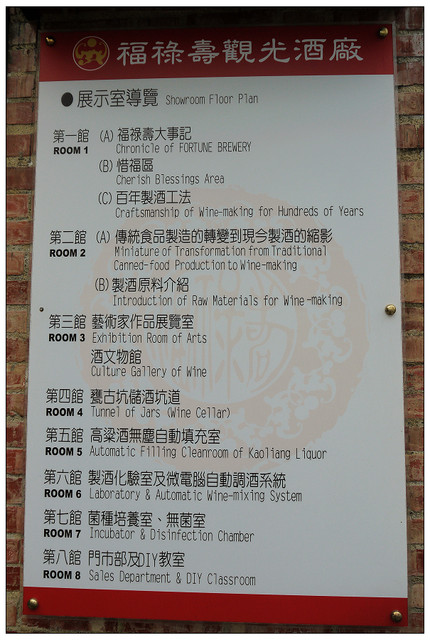 福祿壽觀光酒廠
●展示室導覽 Showroom Floor Plan
第一館 (A) 福祿壽大事記
ROOM 1 Chronicle of FORTUNE BREWERY
(B) 惜福區
Cherish Blessings Area
(C) 百年製酒工法
Craftsmanship of Wine-making for Hundreds of Years
第二館 (A) 傳統食品製造的轉變到現今製酒的縮影
ROOM 2 Miniature of Transformation from Traditional
Canned-food Production to Wine-making
(B) 製酒原料介紹
Introduction of Raw Materials for Wine-making
第三館 藝術家作品展覽室
ROOM 3 Exhibition Room of Arts
酒文物館
Culture Gallery of Wine
第四館 甕古坑儲酒坑道
ROOM 4 Tunnel of Jars (Wine Cellar)
第五館 高粱酒無塵自動填充室
ROOM 5 Automatic Filling Cleanroom of Kaoliang Liquor
第六館 製酒化驗室及微電腦自動調酒系統
ROOM 6 Laboratory & Automatic Wine-mixing System
第七館 菌種培養室、無菌室
ROOM 7 Incubator & Disinfection Chamber
第八館 門市部及DIY教室
ROOM 8 Sales Department & DIY Classroom